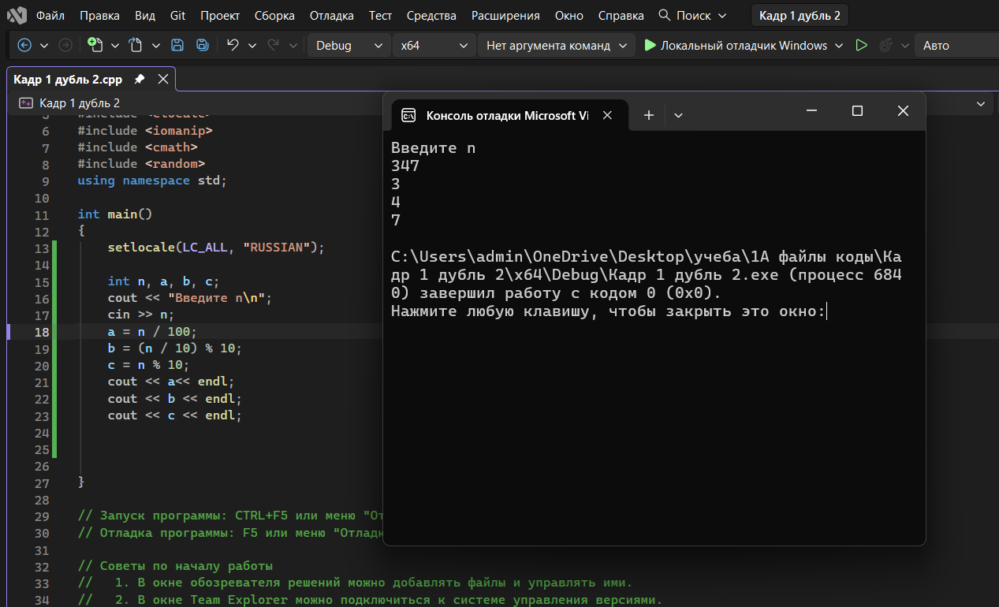 Файл Правка Вид Git Проект Сборка Отладка Тест Средства Расширения Окно Справка Поиск Кадр 1 дубль 2
Debug x64 Нет аргумента команд Локальный отладчик Windows Авто
Кадр 1 дубль 2.cpp
Кадр 1 дубль 2
6 #include <iomanip>
7 #include <cmath>
8 #include <random>
9 using namespace std;
10
11 int main()
12 {
13 setlocale(LC_ALL, "RUSSIAN");
14
15 int n, a, b, c;
16 cout << "Введите n\n";
17 cin >> n;
18 a = n / 100;
19 b = (n / 10) % 10;
20 c = n % 10;
21 cout << a<< endl;
22 cout << b << endl;
23 cout << c << endl;
24
25
26
27 }
28
29 // Запуск программы: CTRL+F5 или меню "От
30 // Отладка программы: F5 или меню "Отладк
31
32 // Советы по началу работы
33 // 1. В окне обозревателя решений можно добавлять файлы и управлять ими.
34 // 2. В окне Team Explorer можно подключиться к системе управления версиями.
Консоль отладки Microsoft Vi
Введите n
347
3
4
7
C:\Users\admin\OneDrive\Desktop\учеба\1А файлы коды\Ка
др 1 дубль 2\x64\Debug\Кадр 1 дубль 2.exe (процесс 684
0) завершил работу с кодом 0 (0x0).
Нажмите любую клавишу, чтобы закрыть это окно: